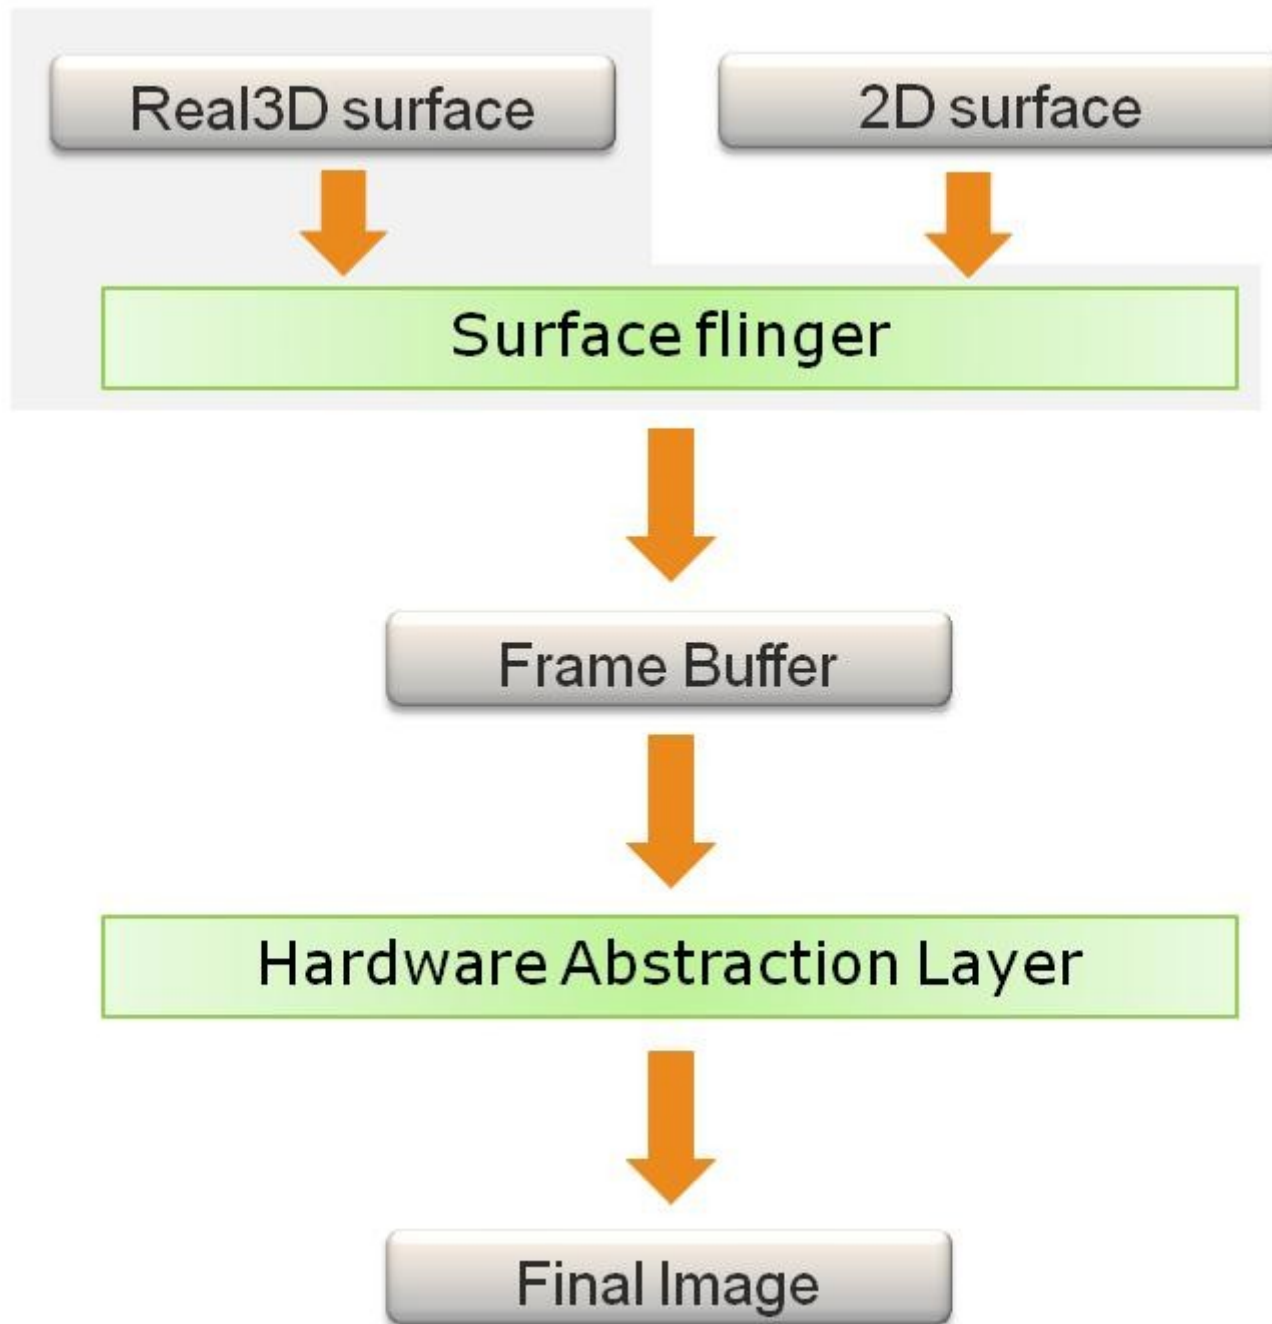 Real3D surface
2D surface
Surface flinger
Frame Buffer
Hardware Abstraction Layer
Final Image